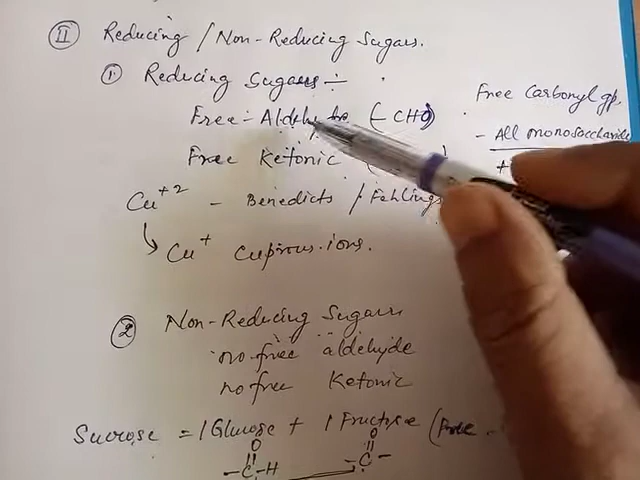 II Reducing / Non-Reducing Sugars.
① Reducing Sugars ÷
Free - Aldehyde (-CHO)
Free Ketonic (
Free Carbonyl gp.
- All monosaccharide
+
Cu+2 - Benedicts / Fehlings
↳ Cu+ Cuprous ions.
② Non-Reducing Sugars
no free aldehyde
no free Ketonic
Sucrose = 1 Glucose + 1 Fructose (Free
O O
-C-H -C-